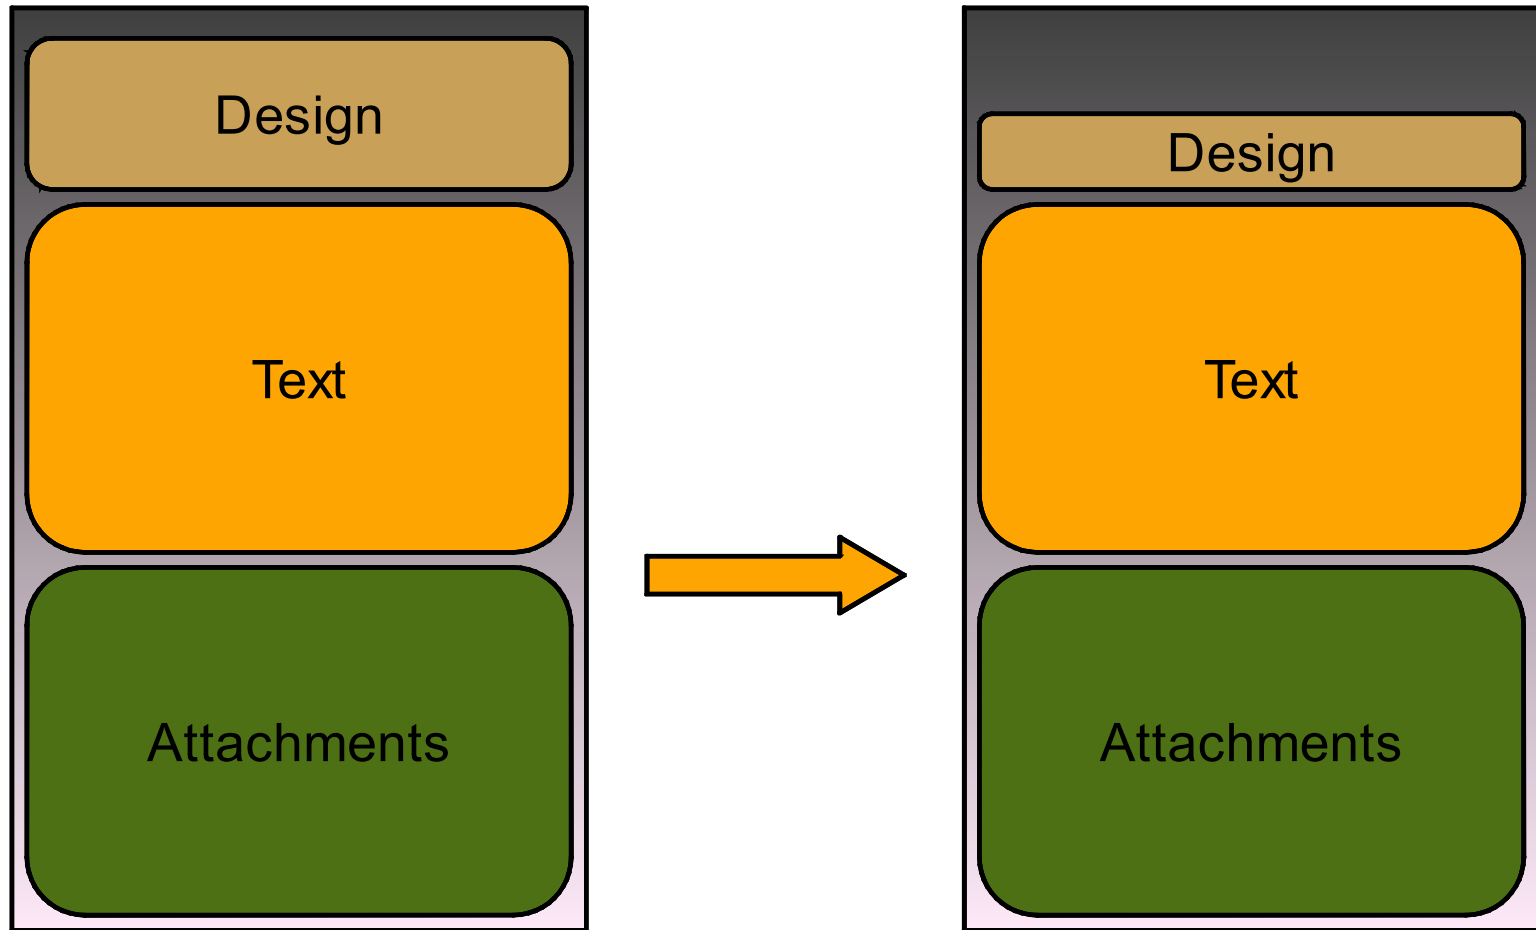 Design
Text
Attachments
Design
Text
Attachments